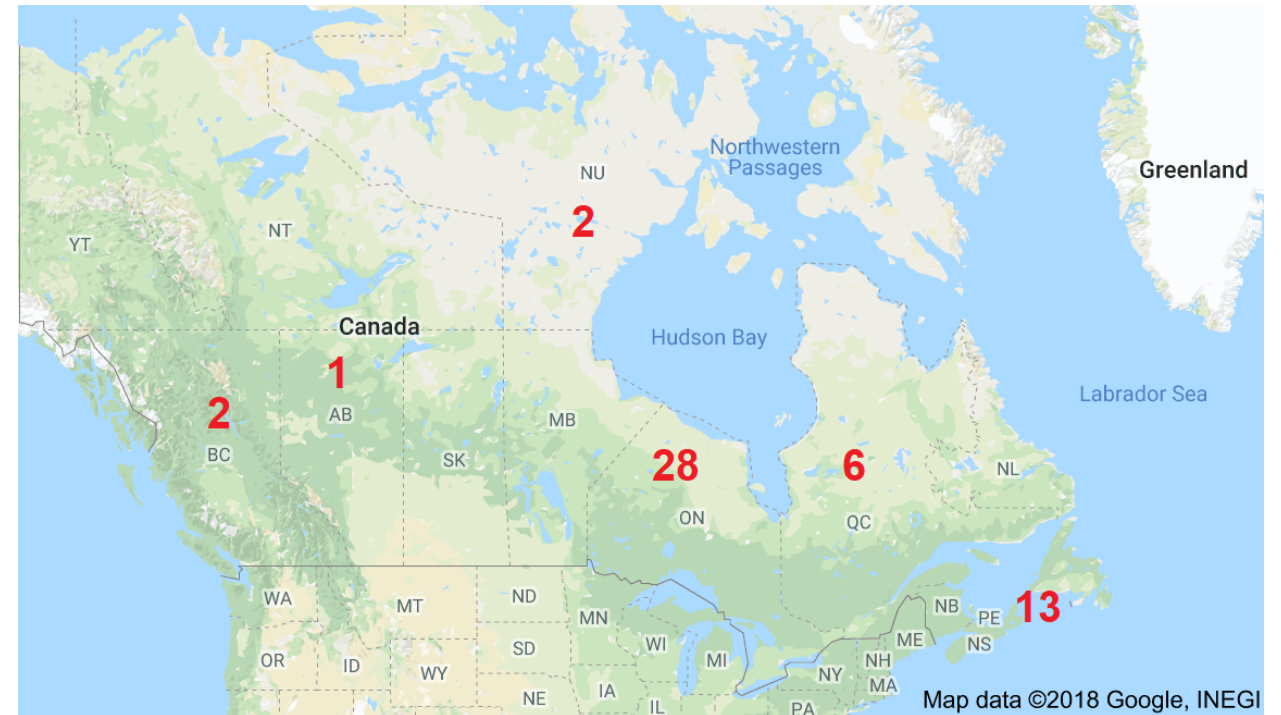 Northwestern
Passages
Greenland
NU
2
NT
YT
Canada
Hudson Bay
1
Labrador Sea
2
AB
MB
BC
SK
28
6
NL
ON
QC
WA
MT
ND
MN
NB
13
PE
OR
ID
WY
SD
WI
MI
ME
NS
NH
NY
MA
NE
IA
IL
PA
Map data ©2018 Google, INEGI